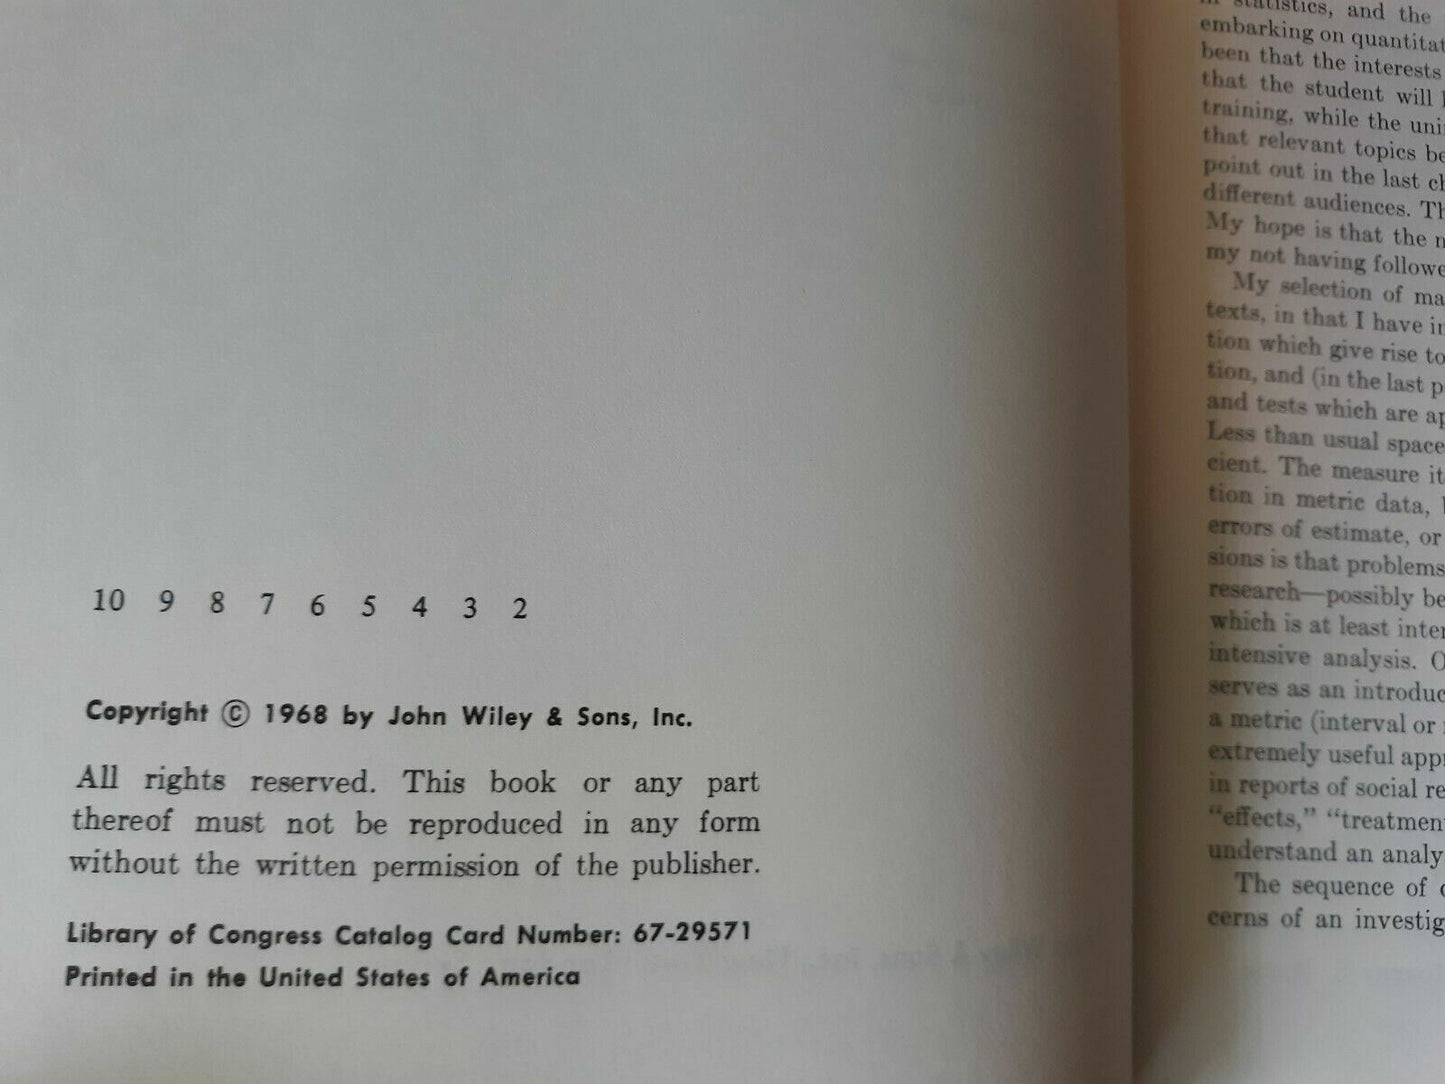 10 9 8 7 6 5 4 3 2
Copyright © 1968 by John Wiley & Sons, Inc.
All rights reserved. This book or any part
thereof must not be reproduced in any form
without the written permission of the publisher.
Library of Congress Catalog Card Number: 67-29571
Printed in the United States of America
statistics, and the
embarking on quantitat
been that the interests
that the student will
training, while the
that relevant topics be
point out in the last
different audiences.
My hope is that the
my not having followe
My selection of ma
texts, in that I have
tion which give rise to
tion, and (in the last p
and tests which are
Less than usual space
cient. The measure it
tion in metric data,
errors of estimate, or
sions is that problems
research—possibly be
which is at least inter
intensive analysis.
serves as an introduc
a metric (interval or
extremely useful appr
in reports of social re
“effects,” “treatmen
understand an analy
The sequence of
cerns of an investig